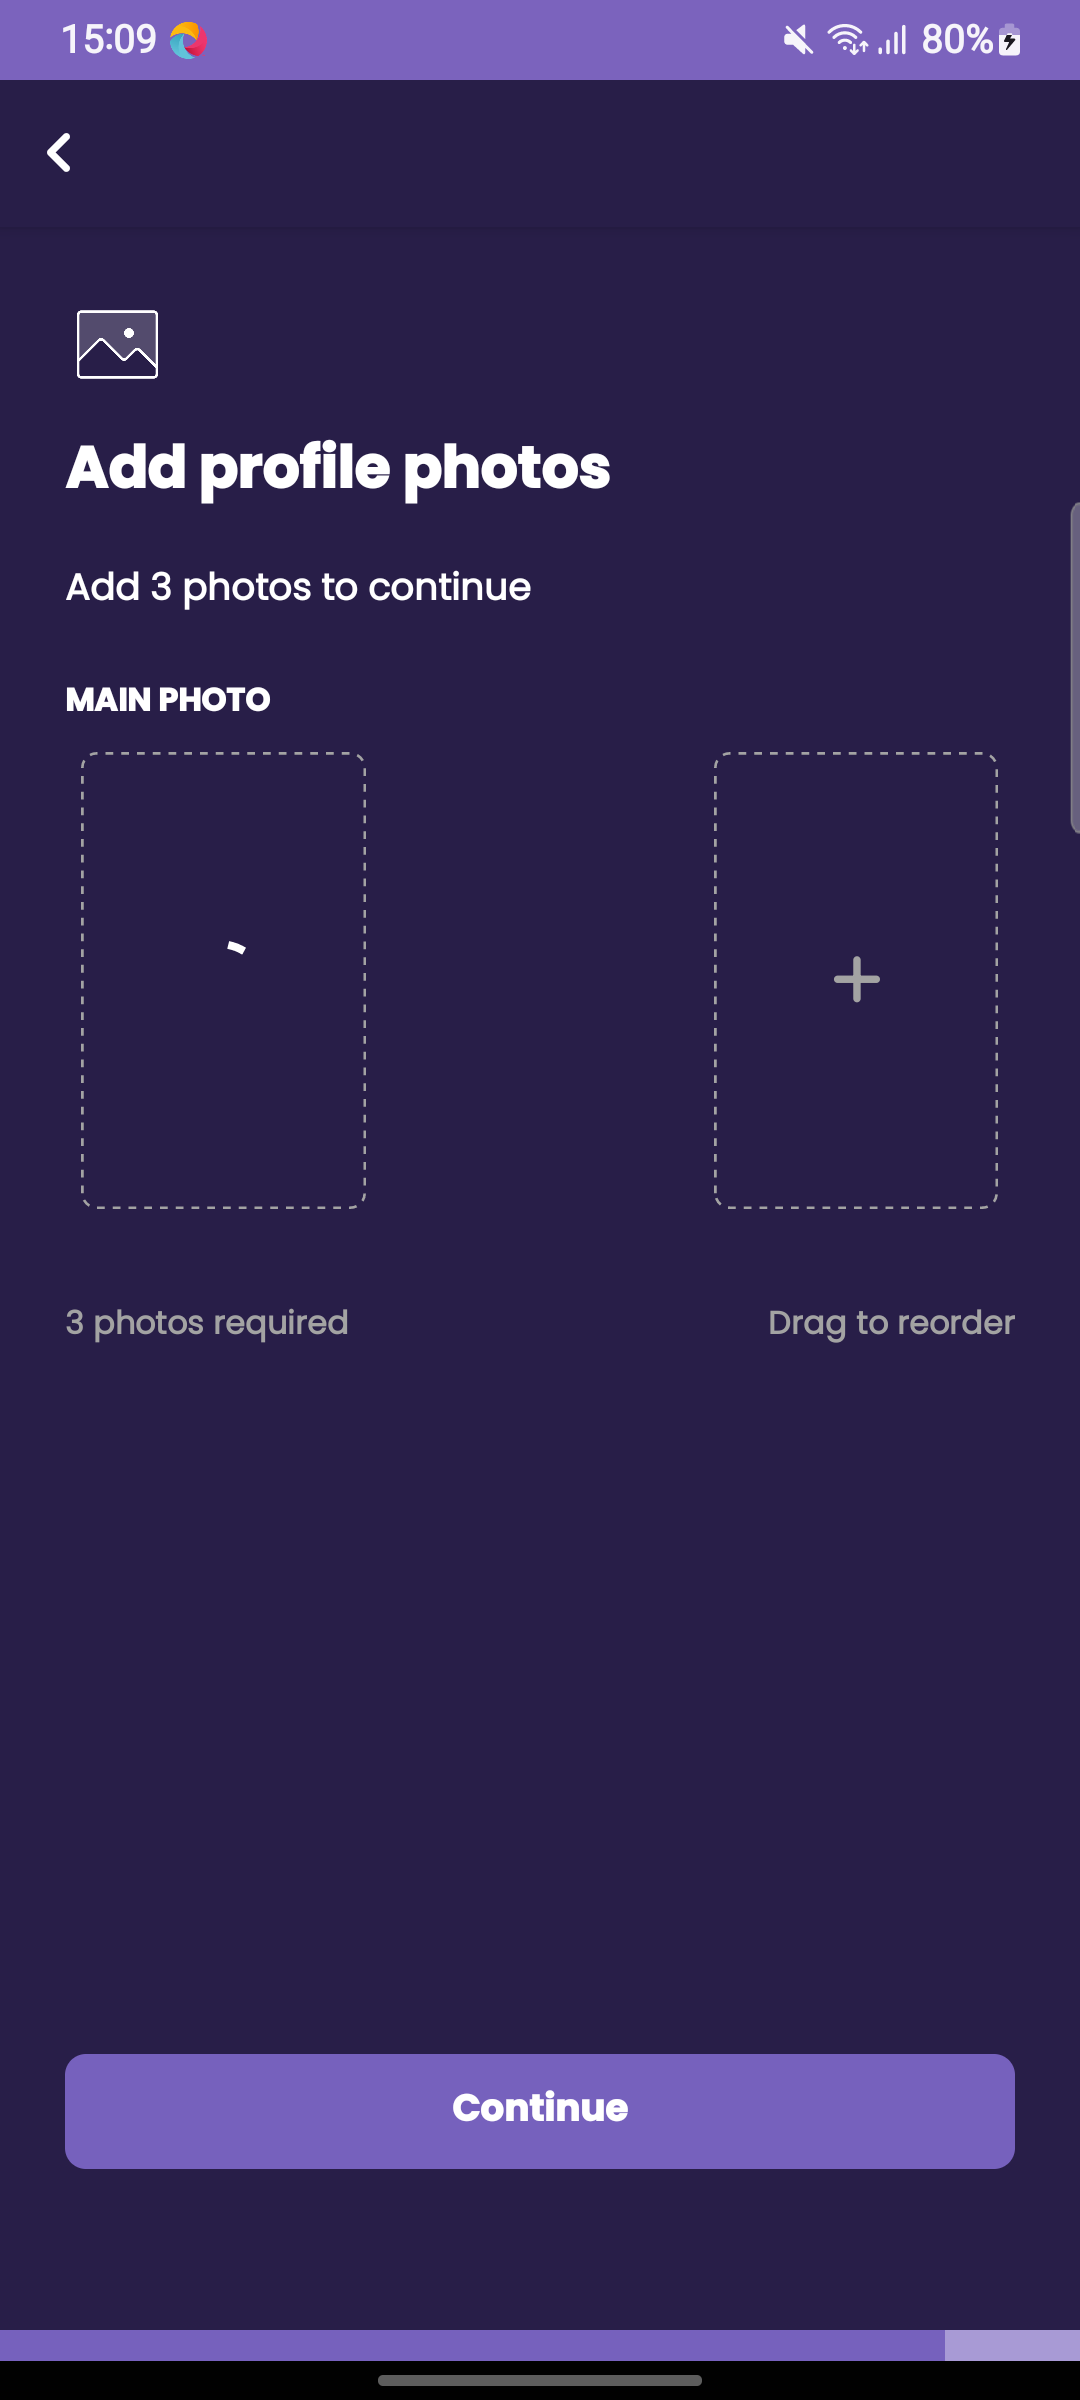 15:09
80%
Add profile photos
Add 3 photos to continue
MAIN PHOTO
3 photos required
Drag to reorder
Continue